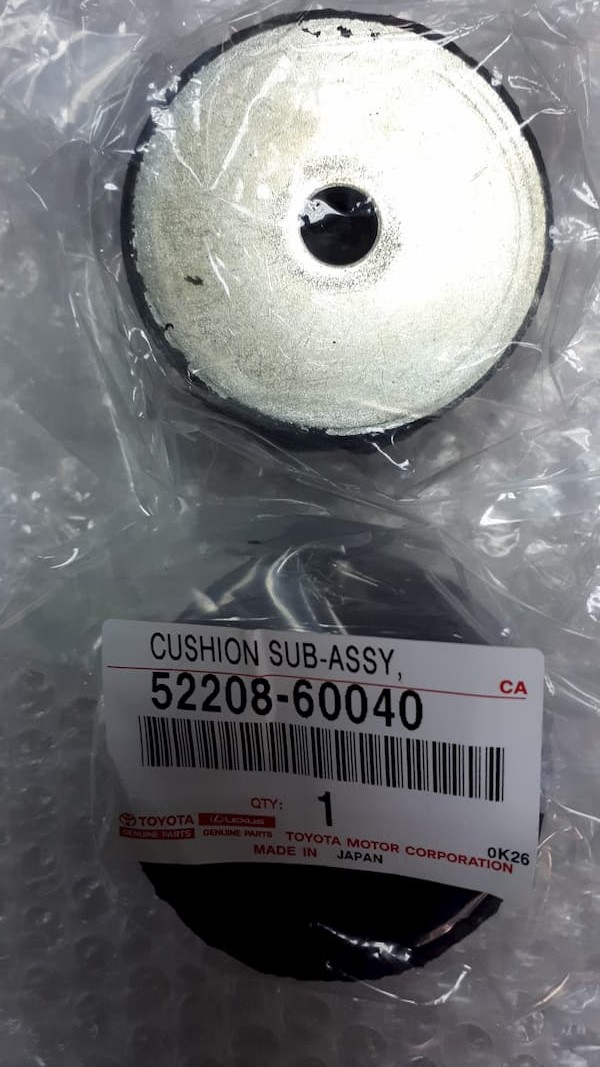 CUSHION SUB-ASSY,
CA
52208-60040
QTY: 1
TOYOTA LEXUS
GENUINE PARTS GENUINE PARTS TOYOTA MOTOR CORPORATION
MADE IN JAPAN 0K26